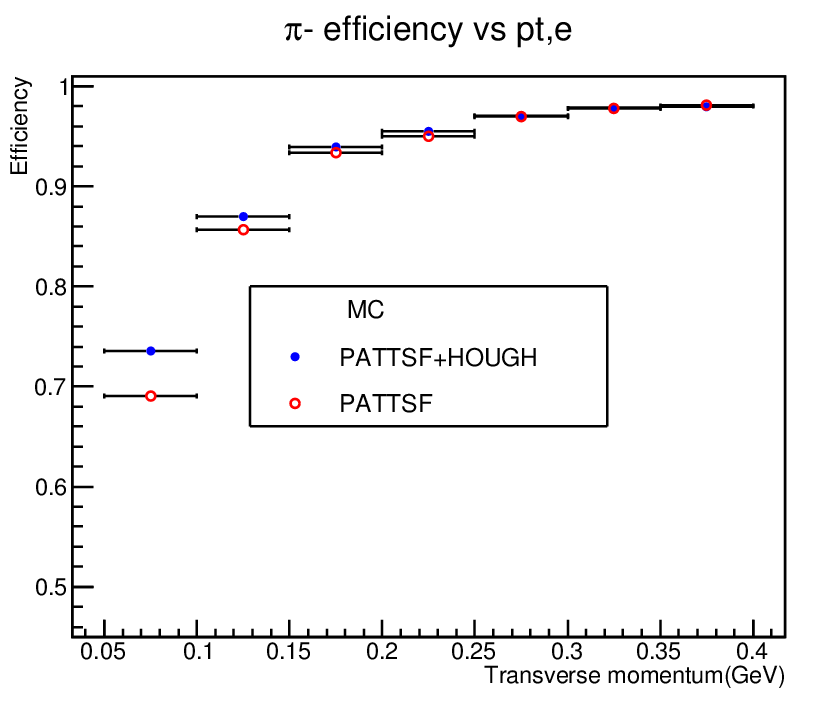 π- efficiency vs pt,e
Efficiency
1
0.9
0.8
0.7
0.6
0.5
MC
PATTSF+HOUGH
PATTSF
0.05 0.1 0.15 0.2 0.25 0.3 0.35 0.4
Transverse momentum(GeV)